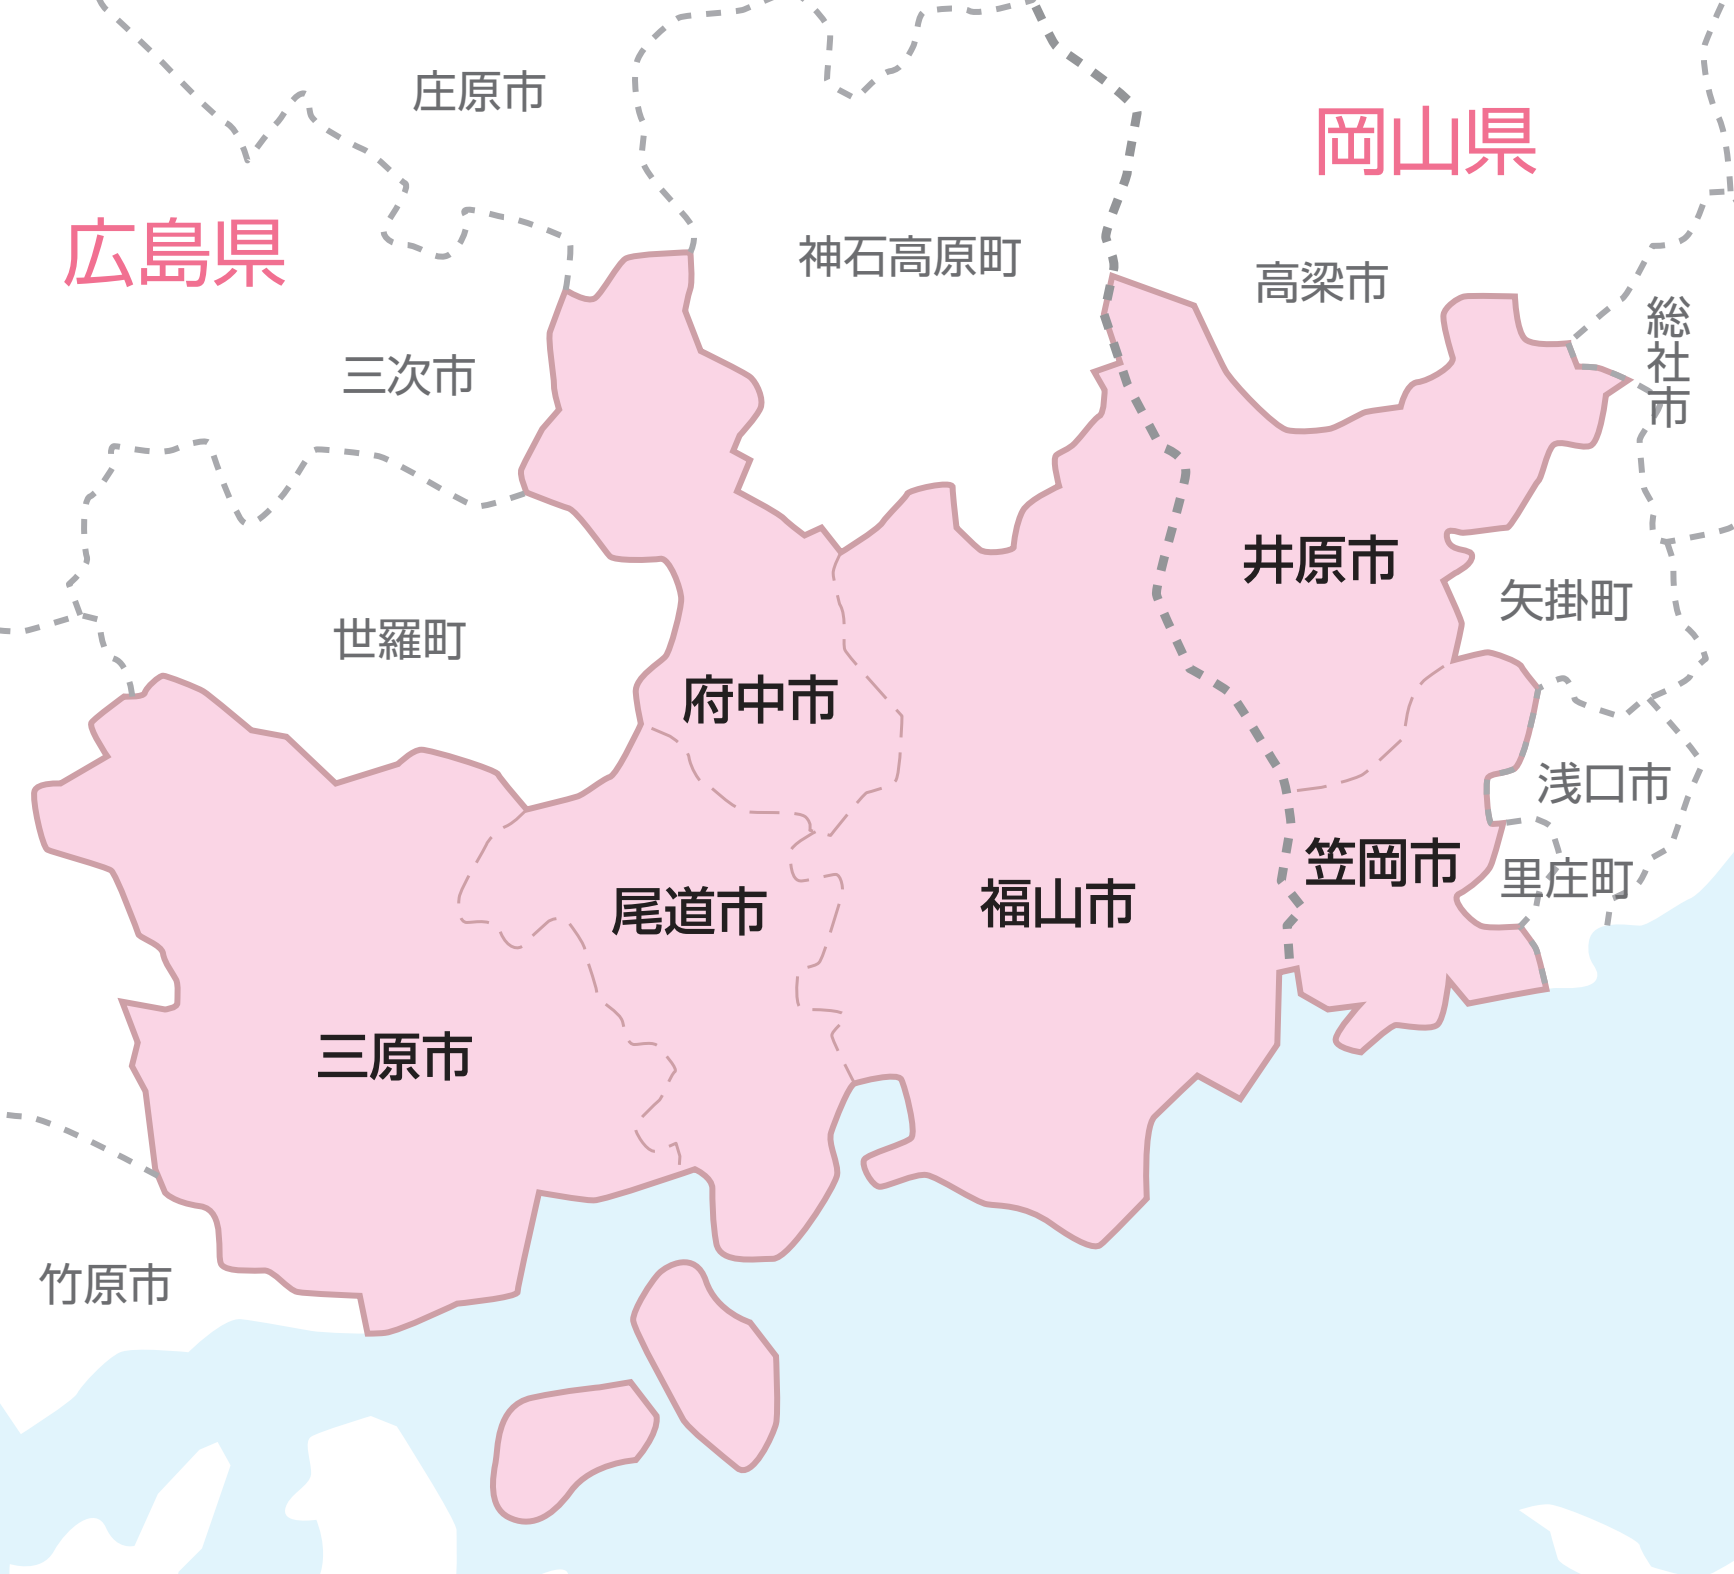 庄原市
岡山県
広島県
神石高原町
高梁市
総社市
三次市
井原市
矢掛町
世羅町
府中市
浅口市
笠岡市
里庄町
尾道市
福山市
三原市
竹原市